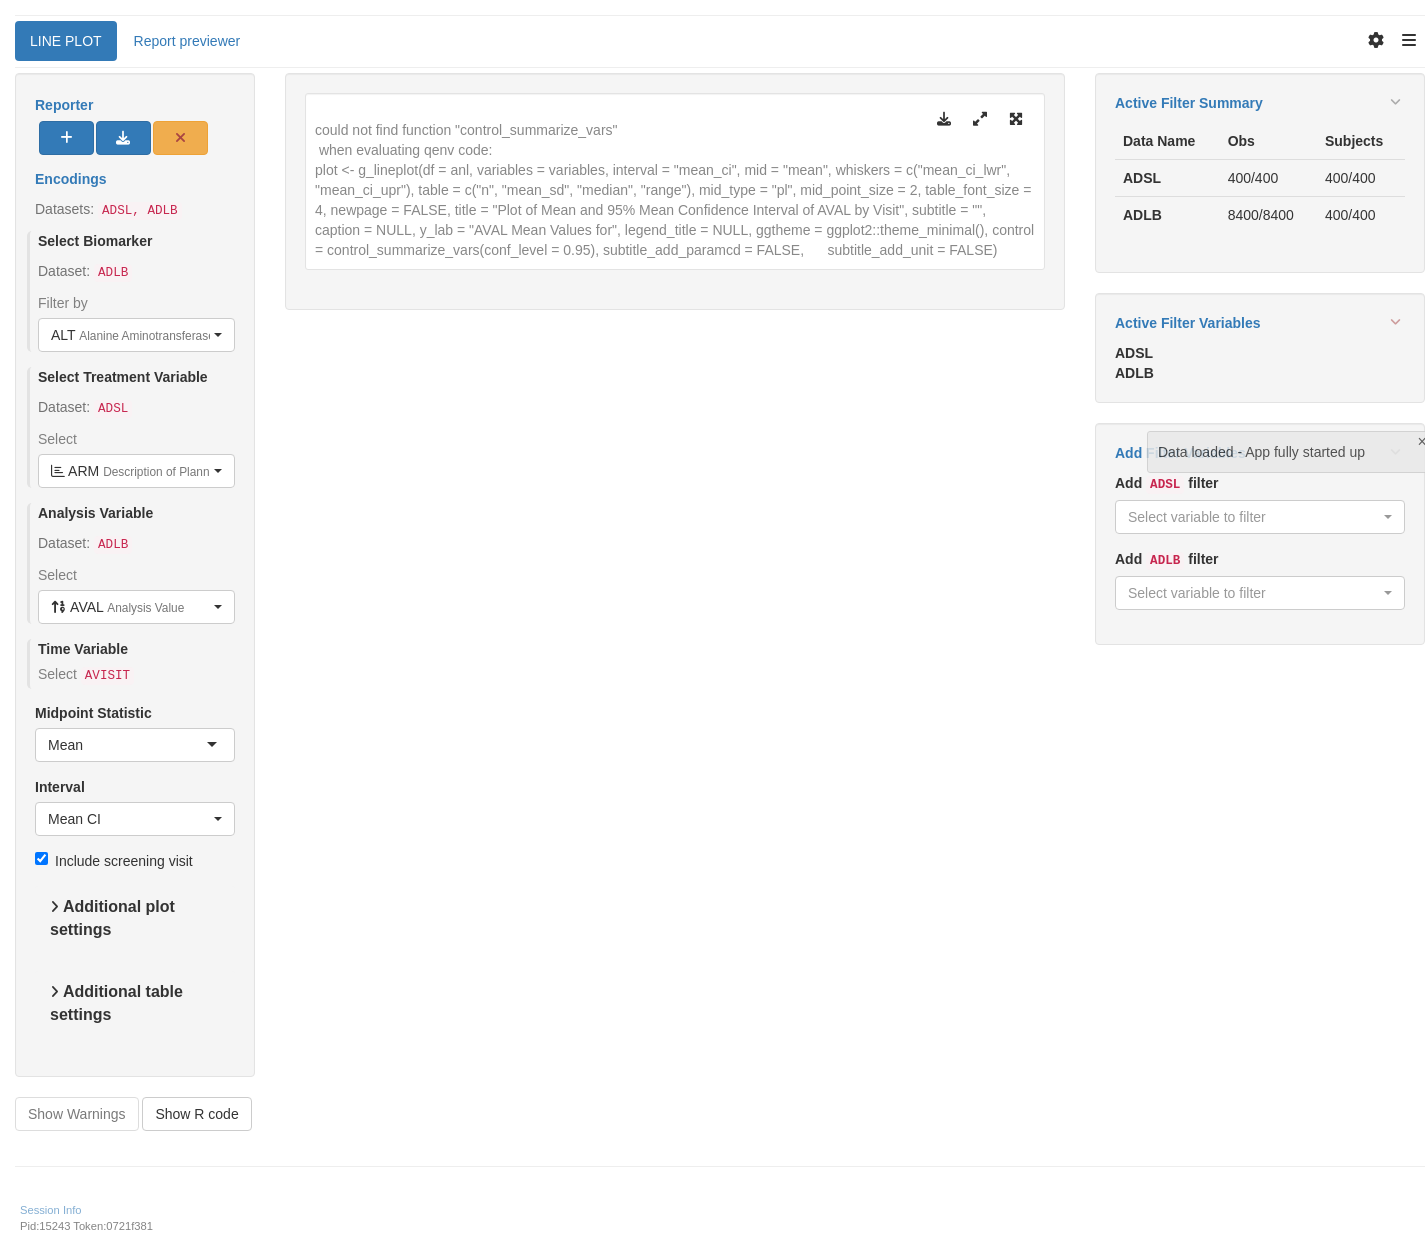 LINE PLOT
Report previewer
Reporter
Encodings
Datasets: ADSL, ADLB
Select Biomarker
Dataset: ADLB
Filter by
ALT Alanine Aminotransferase
Select Treatment Variable
Dataset: ADSL
Select
ARM Description of Plann
Analysis Variable
Dataset: ADLB
Select
AVAL Analysis Value
Time Variable
Select AVISIT
Midpoint Statistic
Mean
Interval
Mean CI
Include screening visit
Additional plot
settings
Additional table
settings
Show Warnings
Show R code
could not find function "control_summarize_vars"
when evaluating qenv code:
plot <- g_lineplot(df = anl, variables = variables, interval = "mean_ci", mid = "mean", whiskers = c("mean_ci_lwr",
"mean_ci_upr"), table = c("n", "mean_sd", "median", "range"), mid_type = "pl", mid_point_size = 2, table_font_size =
4, newpage = FALSE, title = "Plot of Mean and 95% Mean Confidence Interval of AVAL by Visit", subtitle = "",
caption = NULL, y_lab = "AVAL Mean Values for", legend_title = NULL, ggtheme = ggplot2::theme_minimal(), control
= control_summarize_vars(conf_level = 0.95), subtitle_add_paramcd = FALSE, subtitle_add_unit = FALSE)
Active Filter Summary
Data Name Obs Subjects
ADSL 400/400 400/400
ADLB 8400/8400 400/400
Active Filter Variables
ADSL
ADLB
Add
Data loaded - App fully started up
×
Add ADSL filter
Select variable to filter
Add ADLB filter
Select variable to filter
Session Info
Pid:15243 Token:0721f381